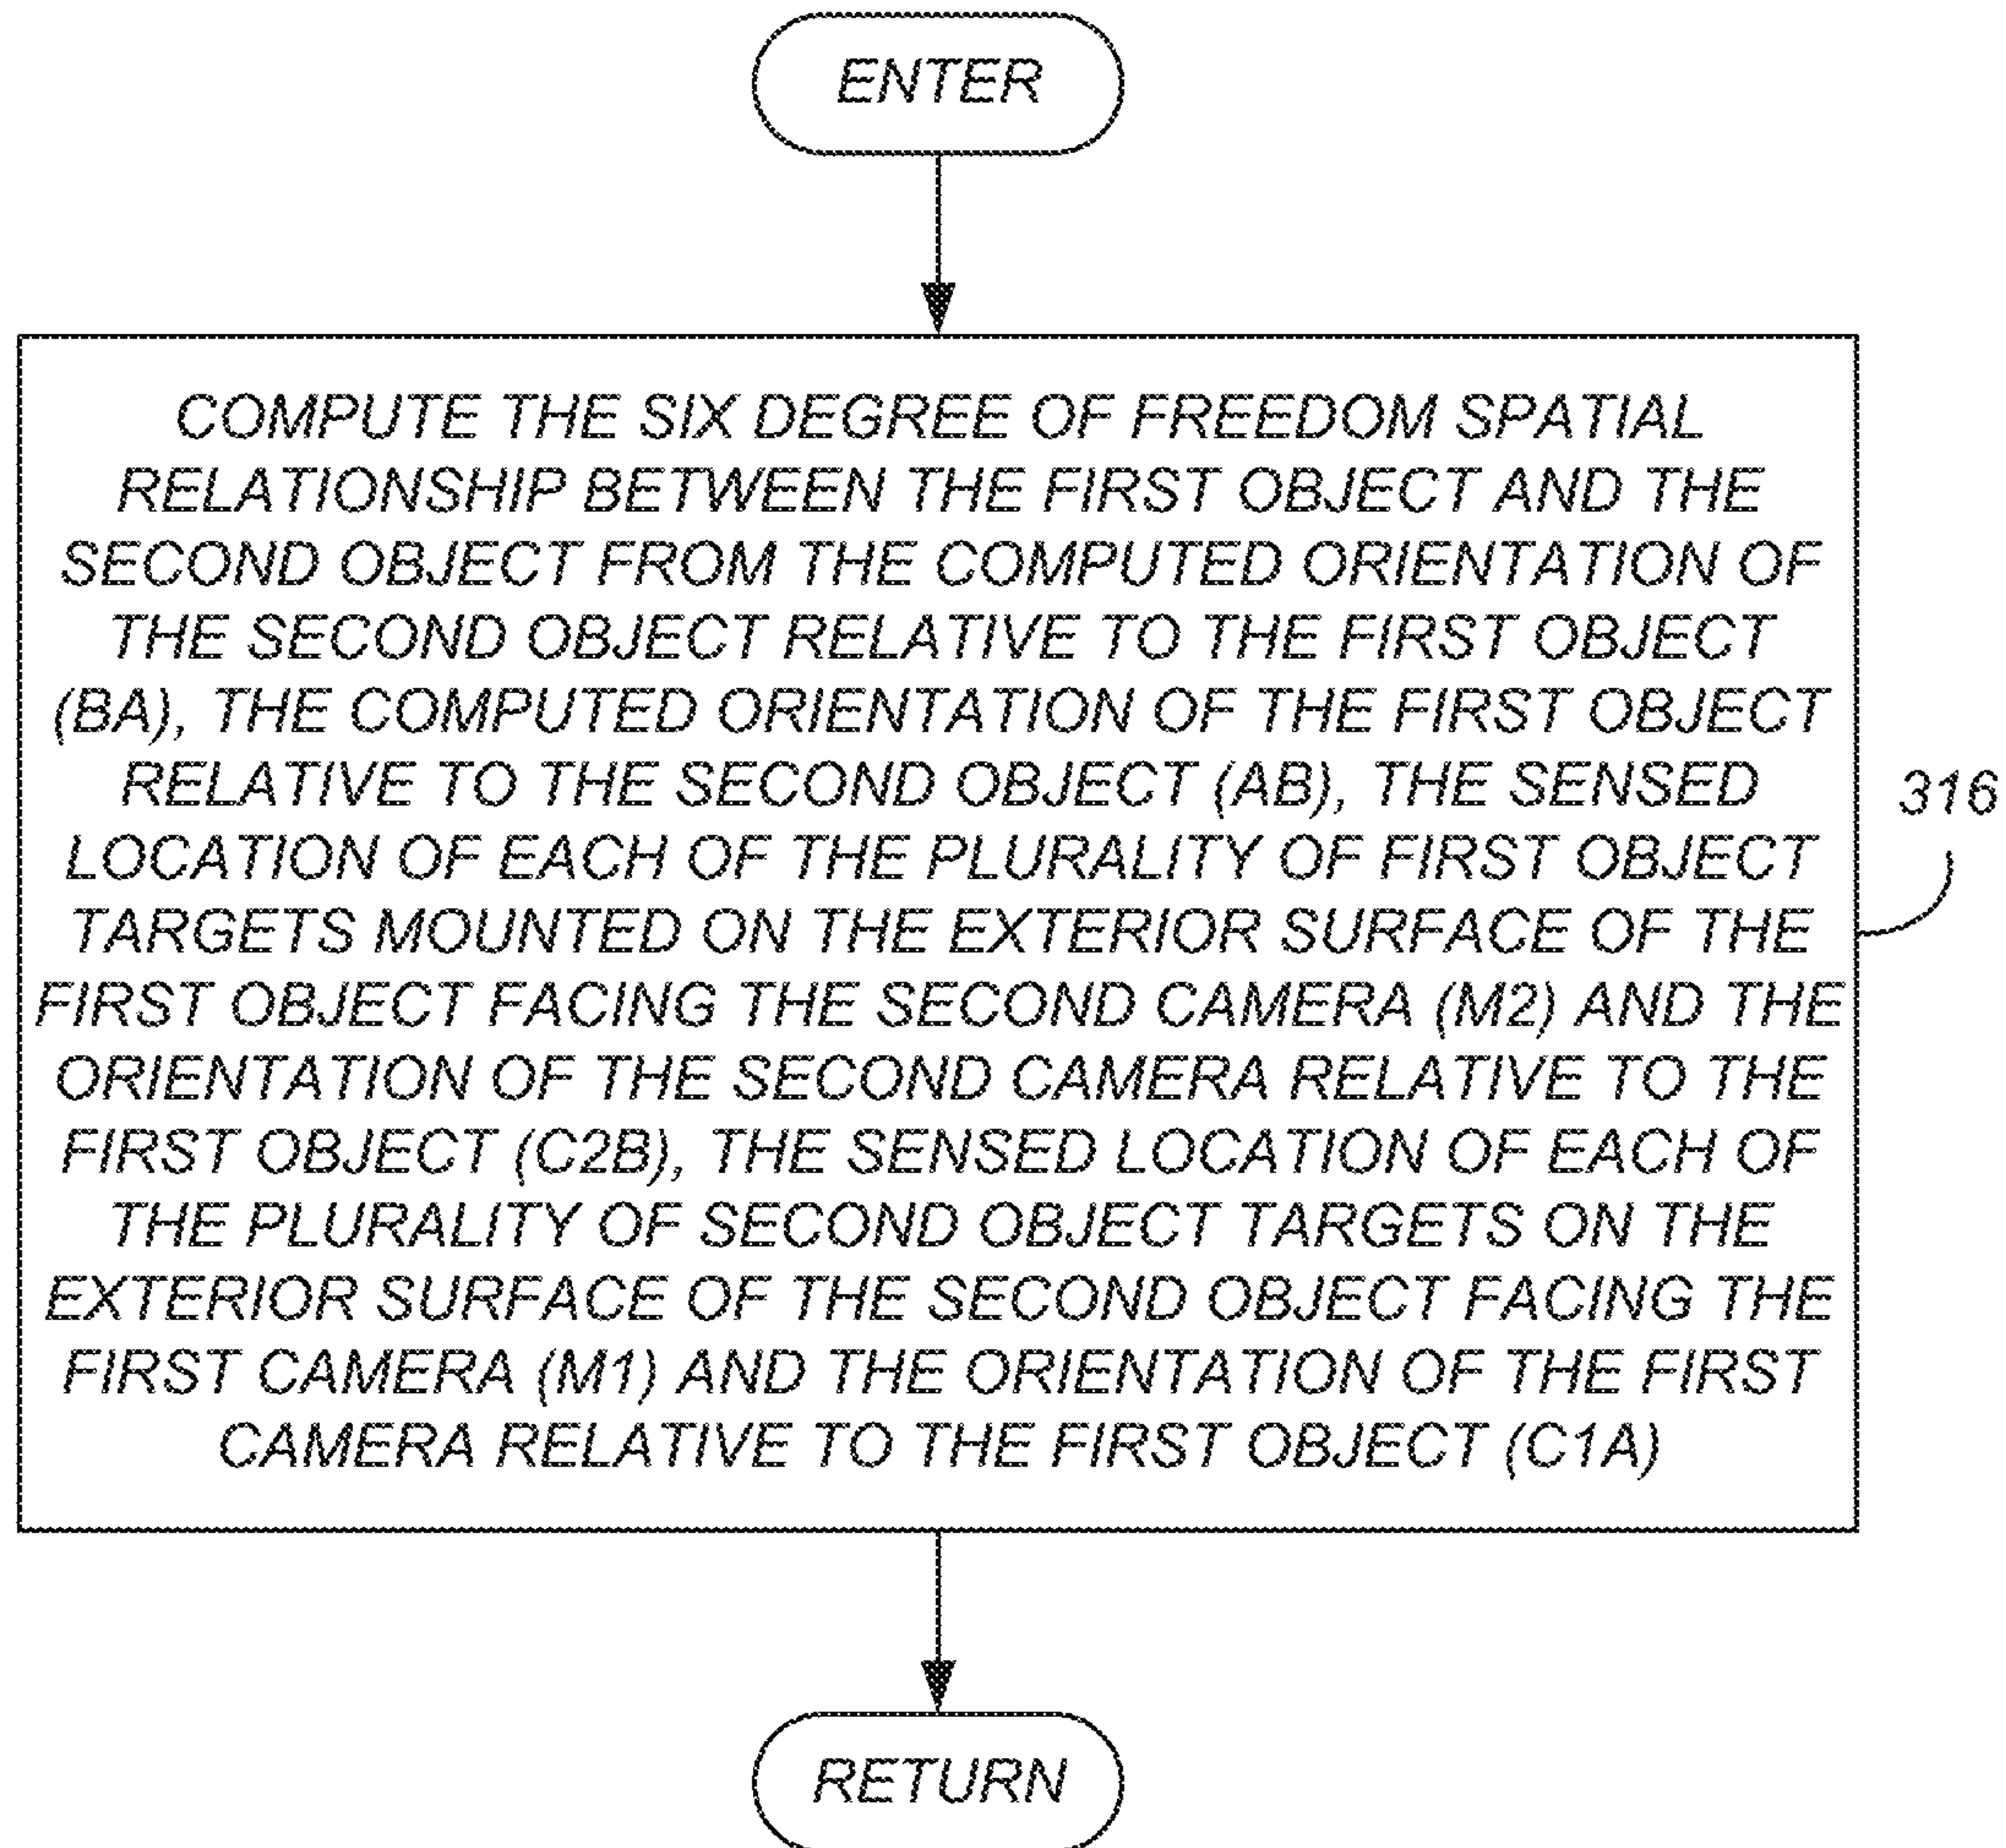 ENTER
COMPUTE THE SIX DEGREE OF FREEDOM SPATIAL
RELATIONSHIP BETWEEN THE FIRST OBJECT AND THE
SECOND OBJECT FROM THE COMPUTED ORIENTATION OF
THE SECOND OBJECT RELATIVE TO THE FIRST OBJECT
(BA), THE COMPUTED ORIENTATION OF THE FIRST OBJECT
RELATIVE TO THE SECOND OBJECT (AB), THE SENSED
LOCATION OF EACH OF THE PLURALITY OF FIRST OBJECT
TARGETS MOUNTED ON THE EXTERIOR SURFACE OF THE
FIRST OBJECT FACING THE SECOND CAMERA (M2) AND THE
ORIENTATION OF THE SECOND CAMERA RELATIVE TO THE
FIRST OBJECT (C2B), THE SENSED LOCATION OF EACH OF
THE PLURALITY OF SECOND OBJECT TARGETS ON THE
EXTERIOR SURFACE OF THE SECOND OBJECT FACING THE
FIRST CAMERA (M1) AND THE ORIENTATION OF THE FIRST
CAMERA RELATIVE TO THE FIRST OBJECT (C1A)
316
RETURN